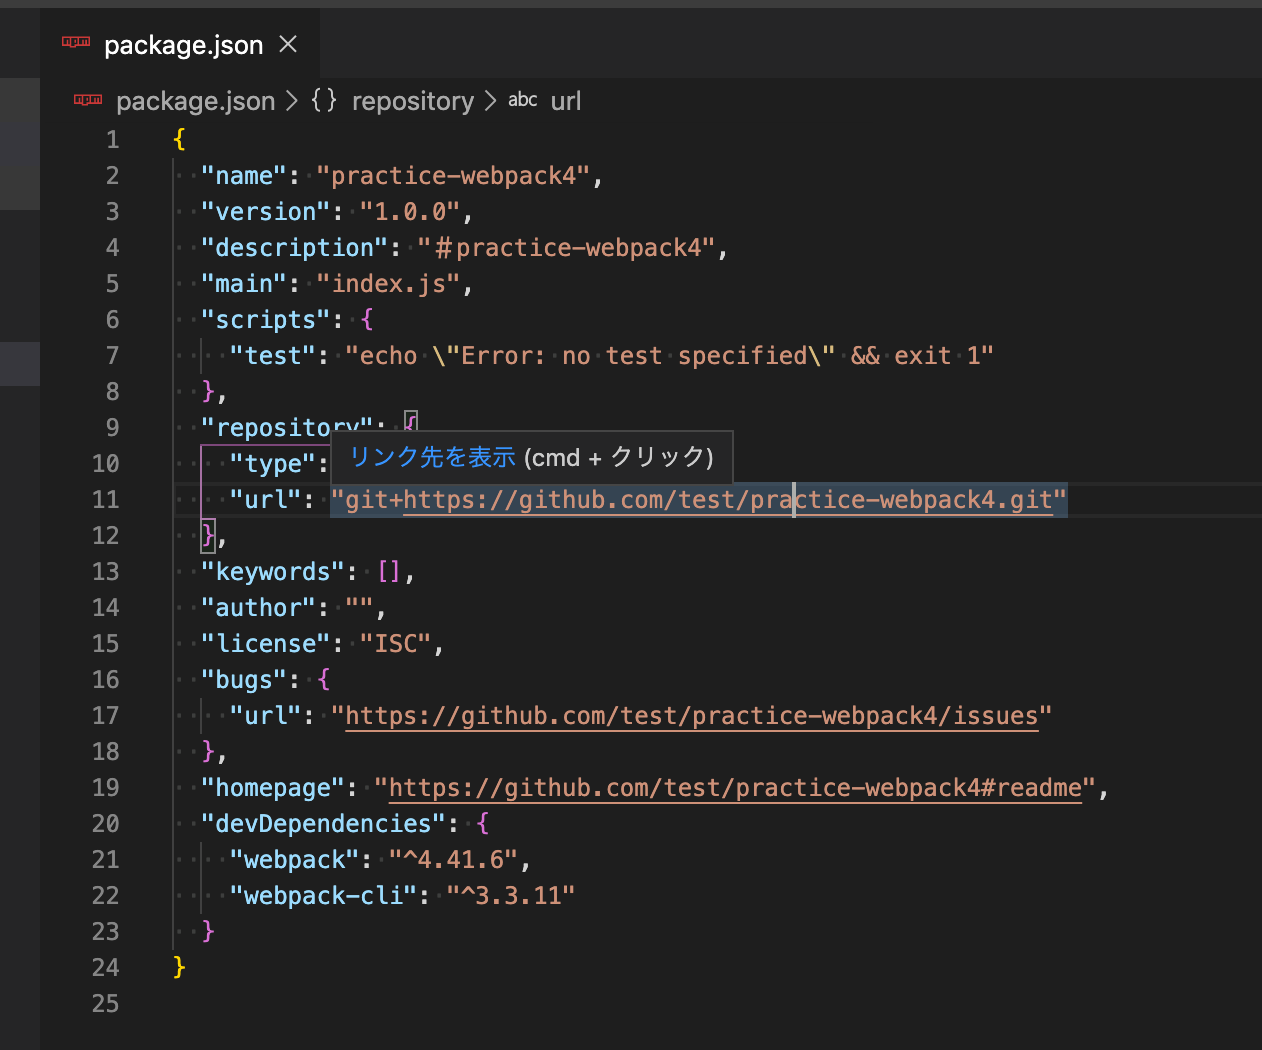 package.json
package.json > {} repository > abc url
1 {
2 "name": "practice-webpack4",
3 "version": "1.0.0",
4 "description": "#practice-webpack4",
5 "main": "index.js",
6 "scripts": {
7 "test": "echo \"Error: no test specified\" && exit 1"
8 },
9 "repository": {
リンク先を表示 (cmd + クリック)
10 "type":
11 "url": "git+https://github.com/test/practice-webpack4.git"
12 },
13 "keywords": [],
14 "author": "",
15 "license": "ISC",
16 "bugs": {
17 "url": "https://github.com/test/practice-webpack4/issues"
18 },
19 "homepage": "https://github.com/test/practice-webpack4#readme",
20 "devDependencies": {
21 "webpack": "^4.41.6",
22 "webpack-cli": "^3.3.11"
23 }
24 }
25